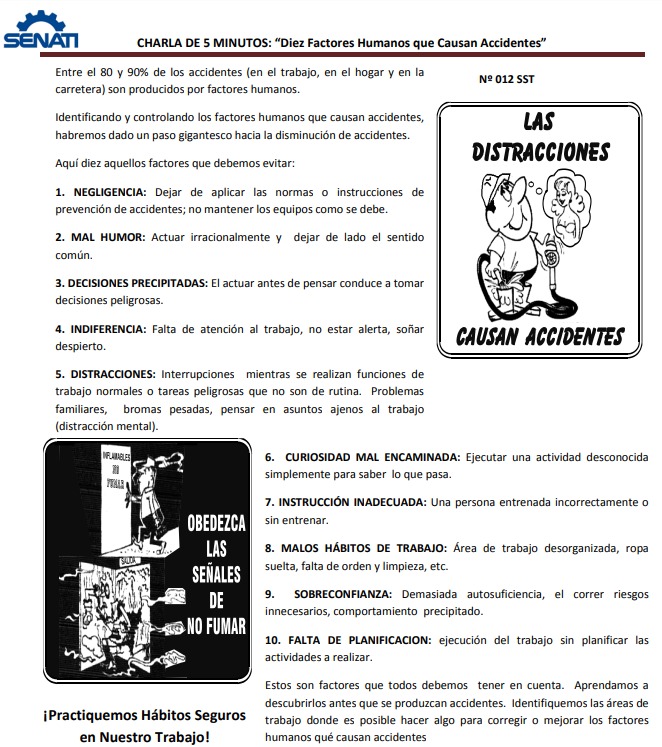 SENATI
CHARLA DE 5 MINUTOS: “Diez Factores Humanos que Causan Accidentes”
Entre el 80 y 90% de los accidentes (en el trabajo, en el hogar y en la
carretera) son producidos por factores humanos.
Nº 012 SST
Identificando y controlando los factores humanos que causan accidentes,
habremos dado un paso gigantesco hacia la disminución de accidentes.
Aquí diez aquellos factores que debemos evitar:
1. NEGLIGENCIA: Dejar de aplicar las normas o instrucciones de
prevención de accidentes; no mantener los equipos como se debe.
2. MAL HUMOR: Actuar irracionalmente y dejar de lado el sentido
común.
3. DECISIONES PRECIPITADAS: El actuar antes de pensar conduce a tomar
decisiones peligrosas.
4. INDIFERENCIA: Falta de atención al trabajo, no estar alerta, soñar
despierto.
5. DISTRACCIONES: Interrupciones mientras se realizan funciones de
trabajo normales o tareas peligrosas que no son de rutina. Problemas
familiares, bromas pesadas, pensar en asuntos ajenos al trabajo
(distracción mental).
LAS
DISTRACCIONES
CAUSAN ACCIDENTES
INFLAMABLES
NO
FUMAR
SALIDA
OBEDEZCA
LAS
SEÑALES
DE
NO FUMAR
6. CURIOSIDAD MAL ENCAMINADA: Ejecutar una actividad desconocida
simplemente para saber lo que pasa.
7. INSTRUCCIÓN INADECUADA: Una persona entrenada incorrectamente o
sin entrenar.
8. MALOS HÁBITOS DE TRABAJO: Área de trabajo desorganizada, ropa
suelta, falta de orden y limpieza, etc.
9. SOBRECONFIANZA: Demasiada autosuficiencia, el correr riesgos
innecesarios, comportamiento precipitado.
10. FALTA DE PLANIFICACION: ejecución del trabajo sin planificar las
actividades a realizar.
Estos son factores que todos debemos tener en cuenta. Aprendamos a
descubrirlos antes que se produzcan accidentes. Identifiquemos las áreas de
trabajo donde es posible hacer algo para corregir o mejorar los factores
humanos qué causan accidentes
¡Practiquemos Hábitos Seguros
en Nuestro Trabajo!